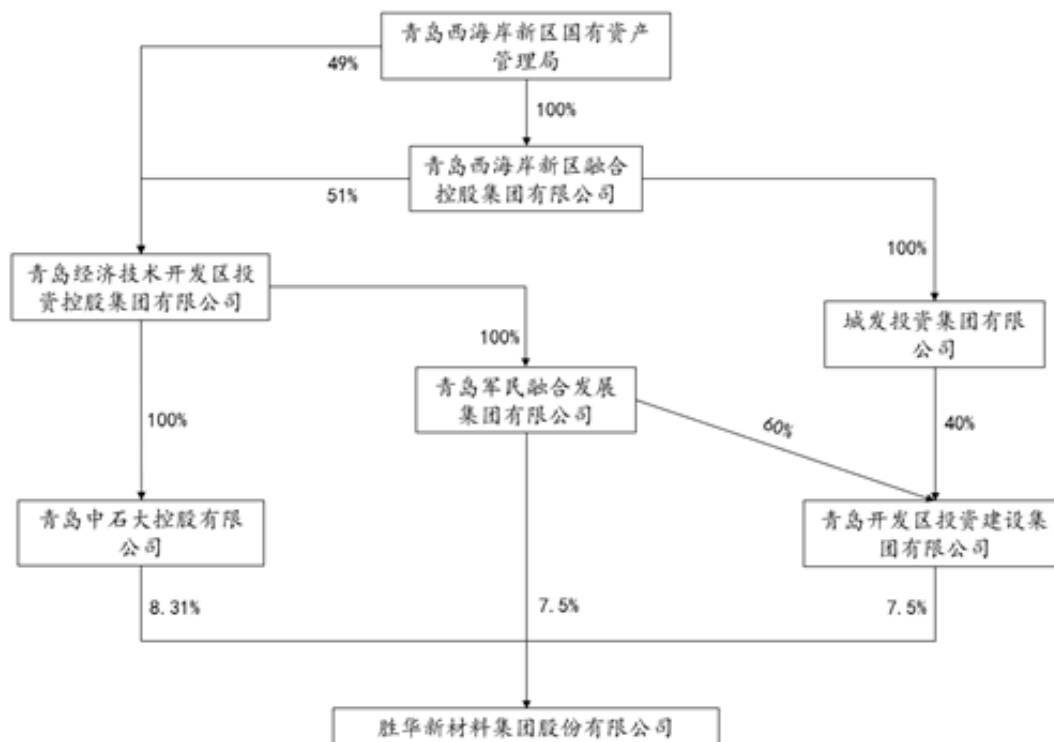 青岛西海岸新区国有资产
管理局
49%
100%
青岛西海岸新区融合
控股集团有限公司
51%
100%
青岛经济技术开发区投
资控股集团有限公司
城发投资集团有限
公司
100%
青岛军民融合发展
集团有限公司
100%
60%
40%
青岛中石大控股有限
公司
青岛开发区投资建设集
团有限公司
8.31%
7.5%
7.5%
胜华新材料集团股份有限公司